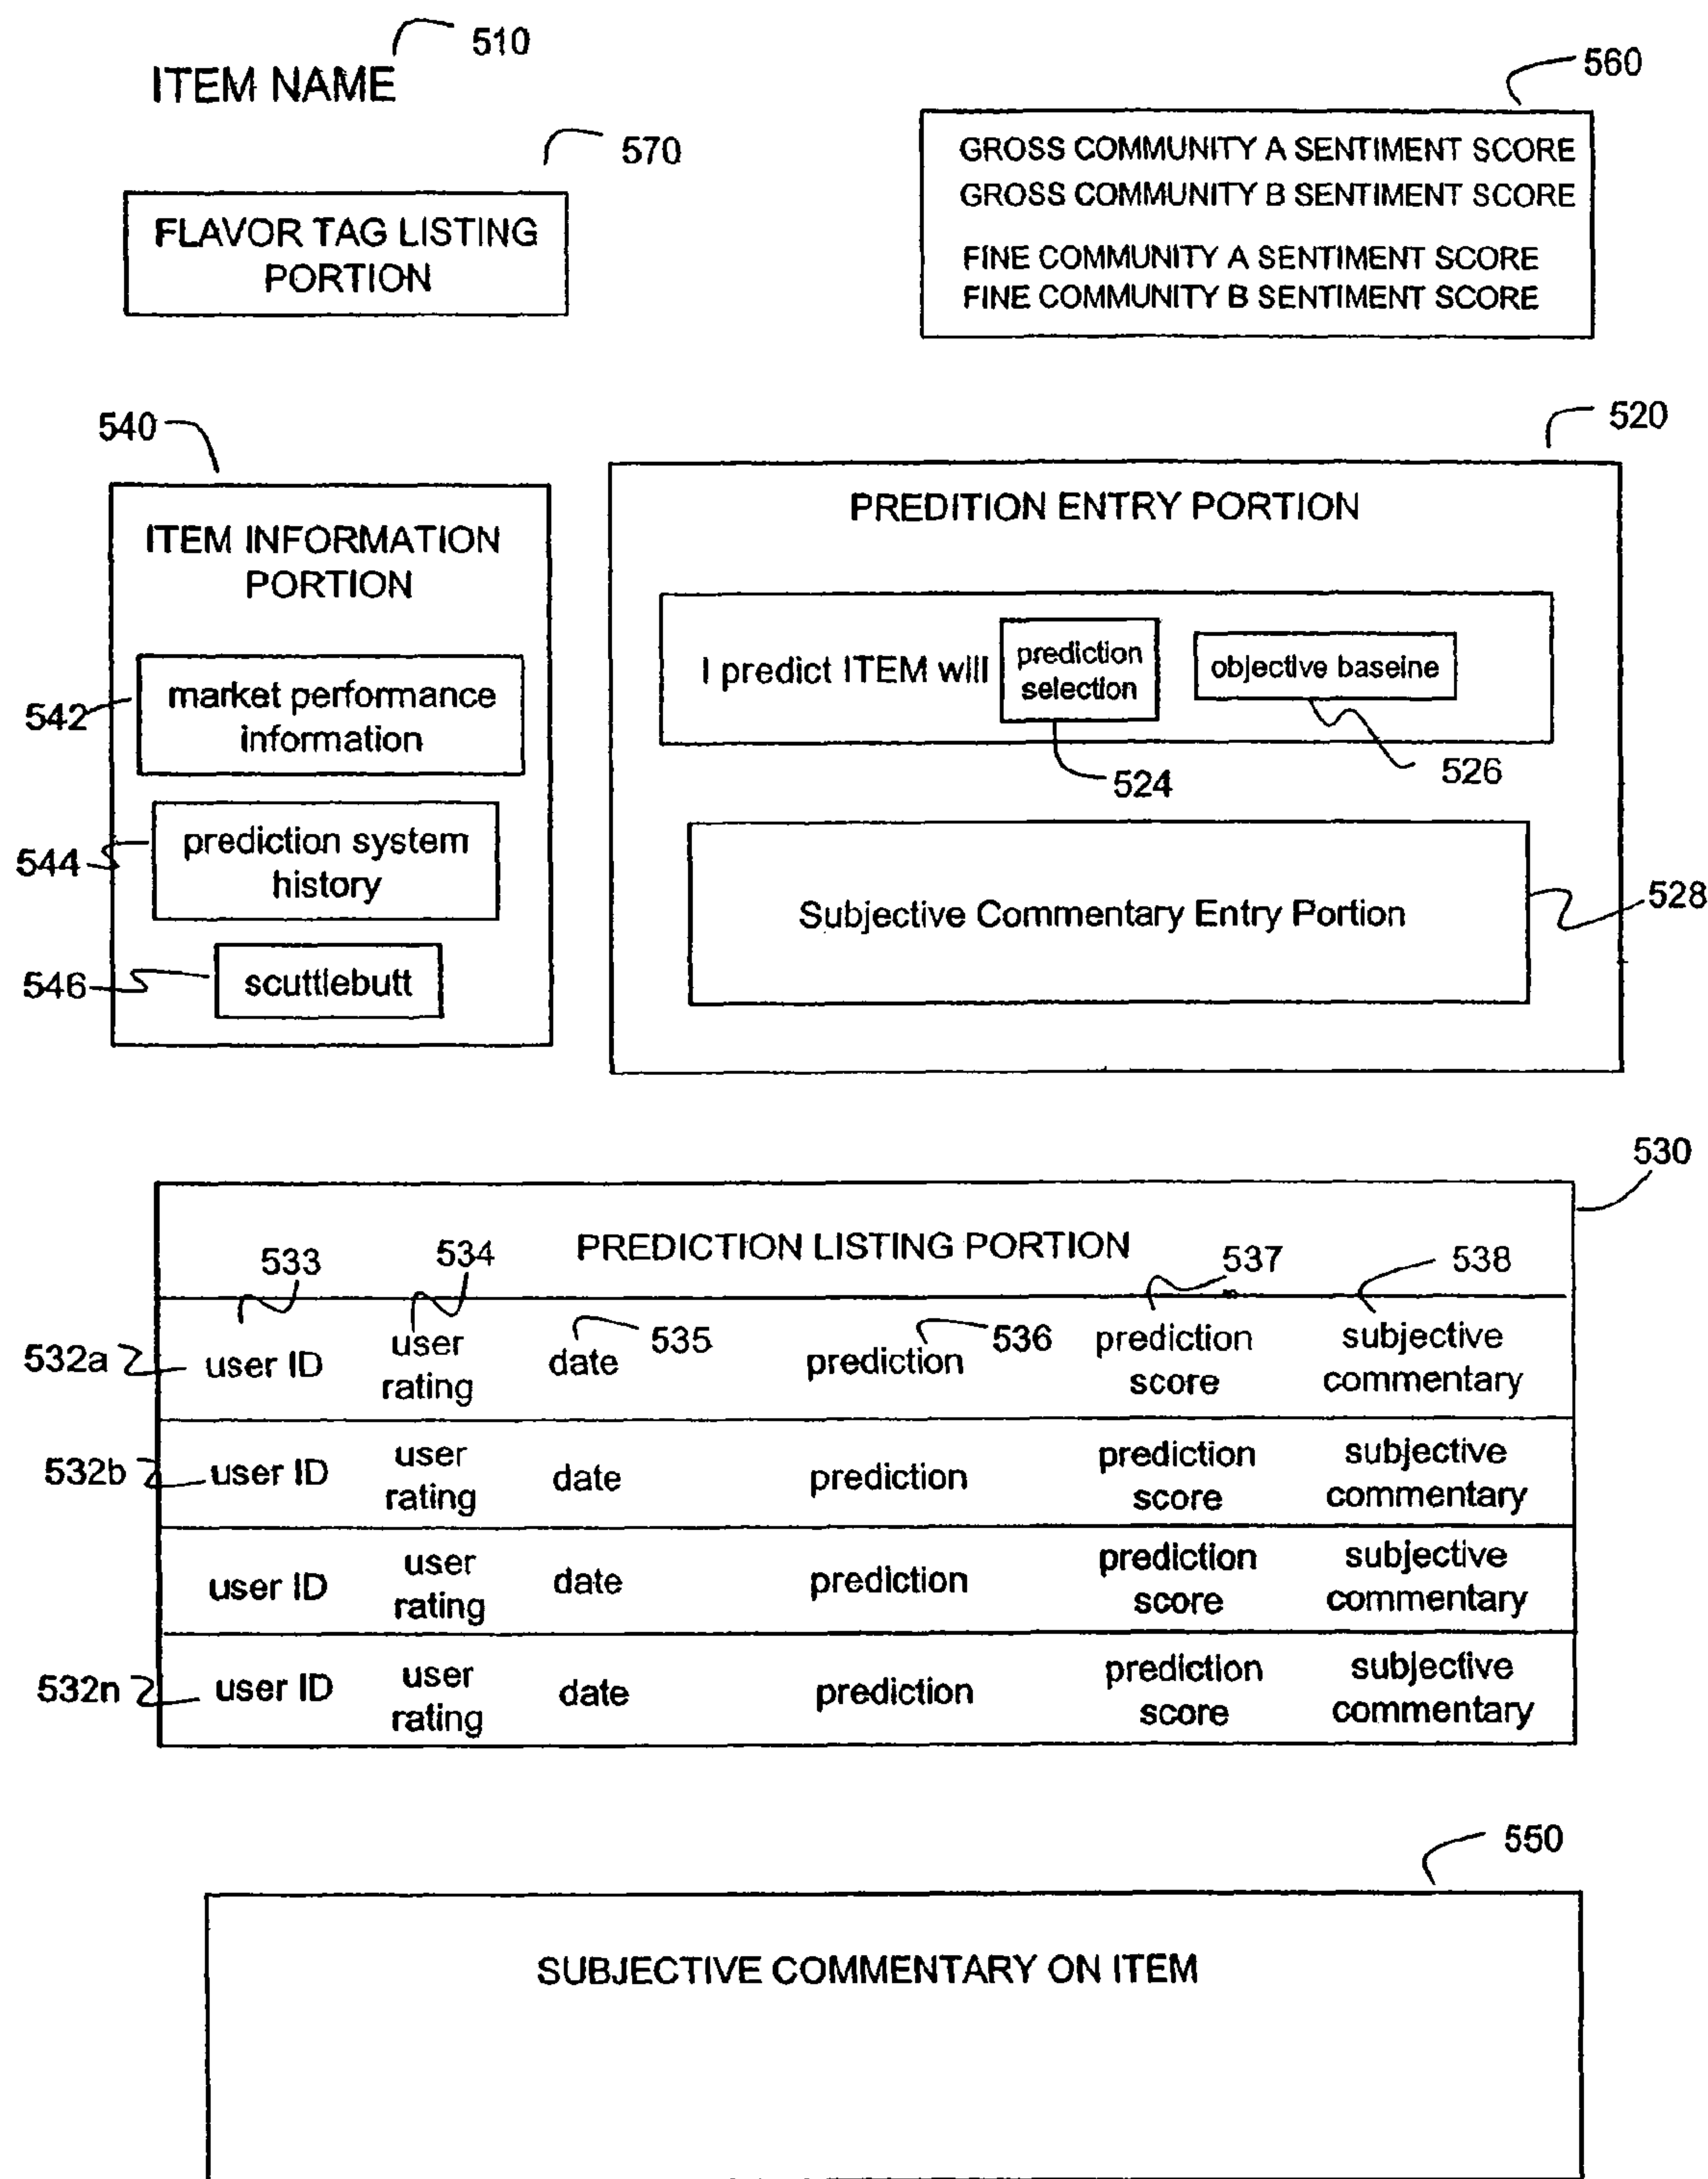 510
ITEM NAME
560
570
GROSS COMMUNITY A SENTIMENT SCORE
GROSS COMMUNITY B SENTIMENT SCORE
FINE COMMUNITY A SENTIMENT SCORE
FINE COMMUNITY B SENTIMENT SCORE
FLAVOR TAG LISTING
PORTION
540
520
ITEM INFORMATION
PORTION
542
market performance
information
544
prediction system
history
546
scuttlebutt
PREDITION ENTRY PORTION
I predict ITEM will
prediction
selection
objective baseine
524
526
Subjective Commentary Entry Portion
528
530
PREDICTION LISTING PORTION
533
534
537
538
532a
user ID
user
rating
date
535
prediction
536
prediction
score
subjective
commentary
532b
user ID
user
rating
date
prediction
prediction
score
subjective
commentary
user ID
user
rating
date
prediction
prediction
score
subjective
commentary
532n
user ID
user
rating
date
prediction
prediction
score
subjective
commentary
550
SUBJECTIVE COMMENTARY ON ITEM